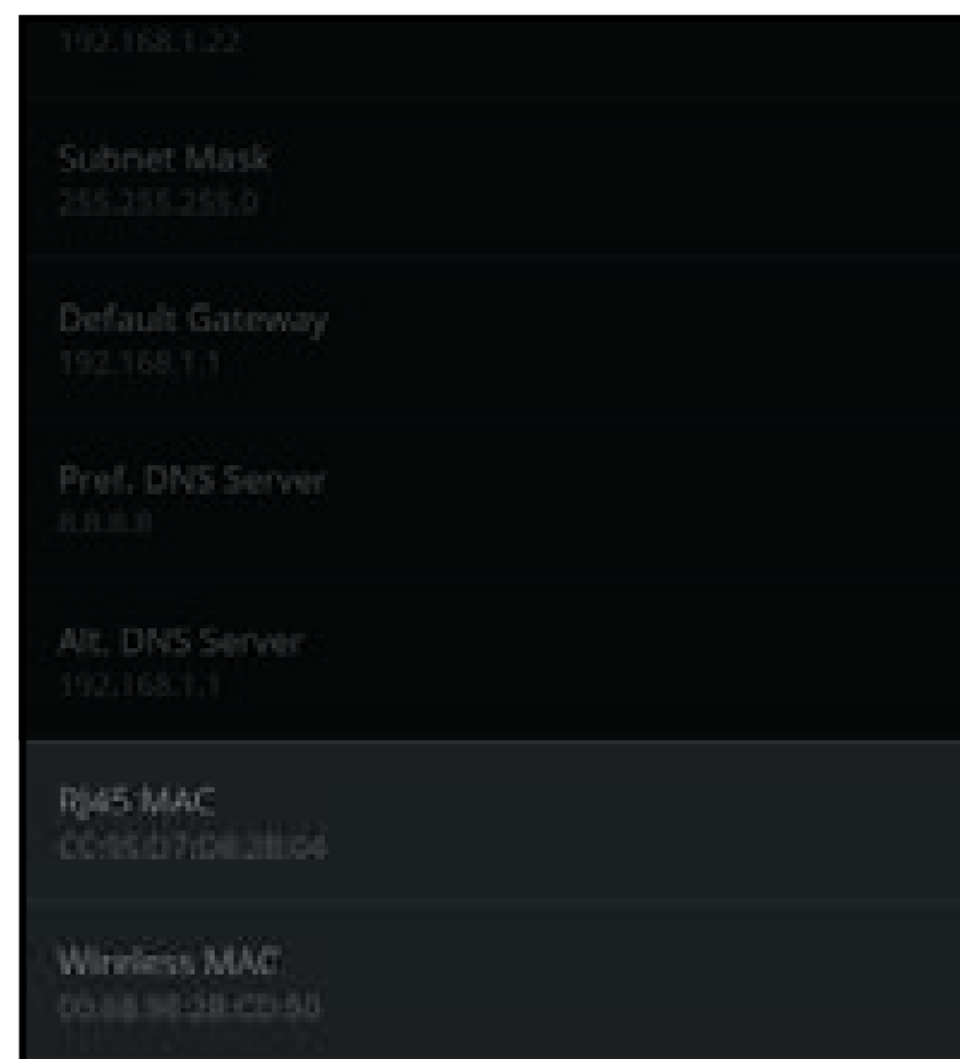 192.168.1.22
Subnet Mask
255.255.255.0
Default Gateway
192.168.1.1
Pref. DNS Server
8.8.8.8
Alt. DNS Server
192.168.1.1
RJ45 MAC
Wireless MAC